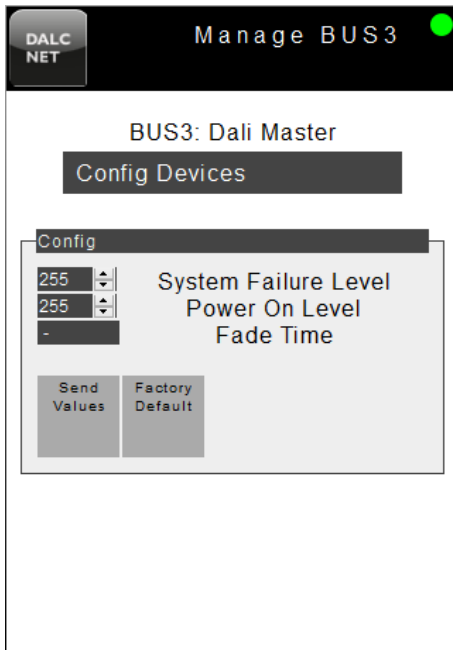 DALC
NET
Manage BUS3
BUS3: Dali Master
Config Devices
Config
255 System Failure Level
255 Power On Level
- Fade Time
Send Values
Factory Default